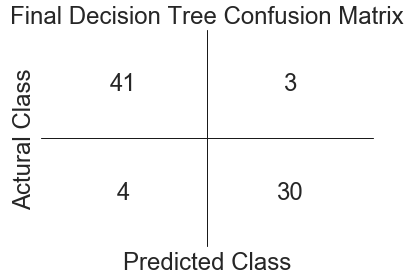 Final Decision Tree Confusion Matrix
Actural Class
41 3
4 30
Predicted Class